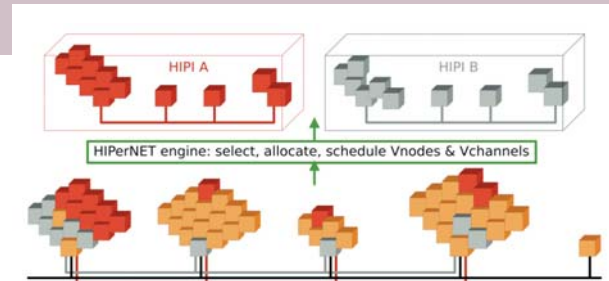 HIPI A
HIPI B
HIPerNET engine: select, allocate, schedule Vnodes & Vchannels